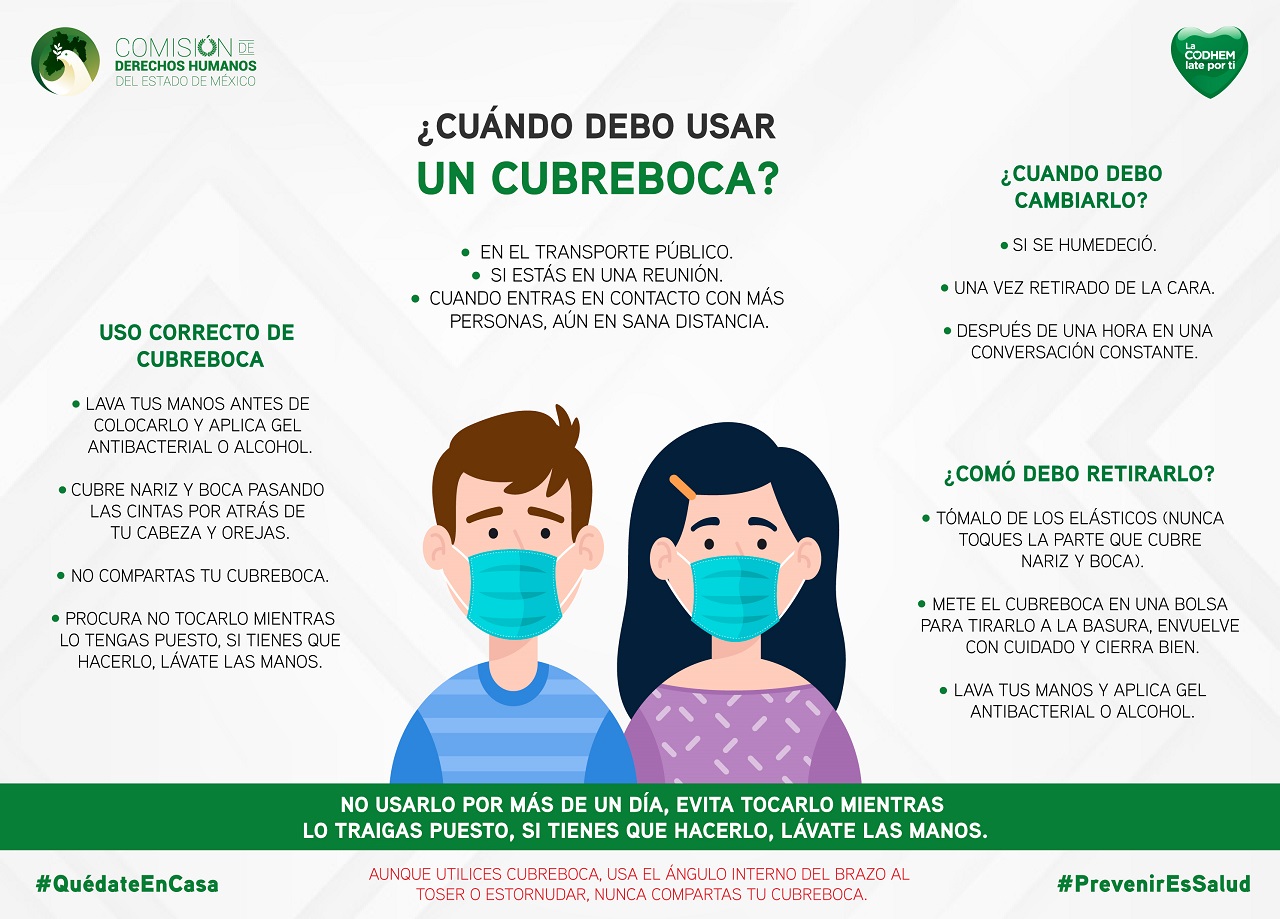 COMISIÓN DE
DERECHOS HUMANOS
DEL ESTADO DE MÉXICO
La
CODHEM
late por ti
¿CUÁNDO DEBO USAR
UN CUBREBOCA?
• EN EL TRANSPORTE PÚBLICO.
• SI ESTÁS EN UNA REUNIÓN.
• CUANDO ENTRAS EN CONTACTO CON MÁS
PERSONAS, AÚN EN SANA DISTANCIA.
USO CORRECTO DE
CUBREBOCA
• LAVA TUS MANOS ANTES DE
COLOCARLO Y APLICA GEL
ANTIBACTERIAL O ALCOHOL.
• CUBRE NARIZ Y BOCA PASANDO
LAS CINTAS POR ATRÁS DE
TU CABEZA Y OREJAS.
• NO COMPARTAS TU CUBREBOCA.
• PROCURA NO TOCARLO MIENTRAS
LO TENGAS PUESTO, SI TIENES QUE
HACERLO, LÁVATE LAS MANOS.
¿CUANDO DEBO
CAMBIARLO?
• SI SE HUMEDECIÓ.
• UNA VEZ RETIRADO DE LA CARA.
• DESPUÉS DE UNA HORA EN UNA
CONVERSACIÓN CONSTANTE.
¿COMÓ DEBO RETIRARLO?
• TÓMALO DE LOS ELÁSTICOS (NUNCA
TOQUES LA PARTE QUE CUBRE
NARIZ Y BOCA).
• METE EL CUBREBOCA EN UNA BOLSA
PARA TIRARLO A LA BASURA, ENVUELVE
CON CUIDADO Y CIERRA BIEN.
• LAVA TUS MANOS Y APLICA GEL
ANTIBACTERIAL O ALCOHOL.
NO USARLO POR MÁS DE UN DÍA, EVITA TOCARLO MIENTRAS
LO TRAIGAS PUESTO, SI TIENES QUE HACERLO, LÁVATE LAS MANOS.
#QuédateEnCasa
AUNQUE UTILICES CUBREBOCA, USA EL ÁNGULO INTERNO DEL BRAZO AL
TOSER O ESTORNUDAR, NUNCA COMPARTAS TU CUBREBOCA.
#PrevenirEsSalud